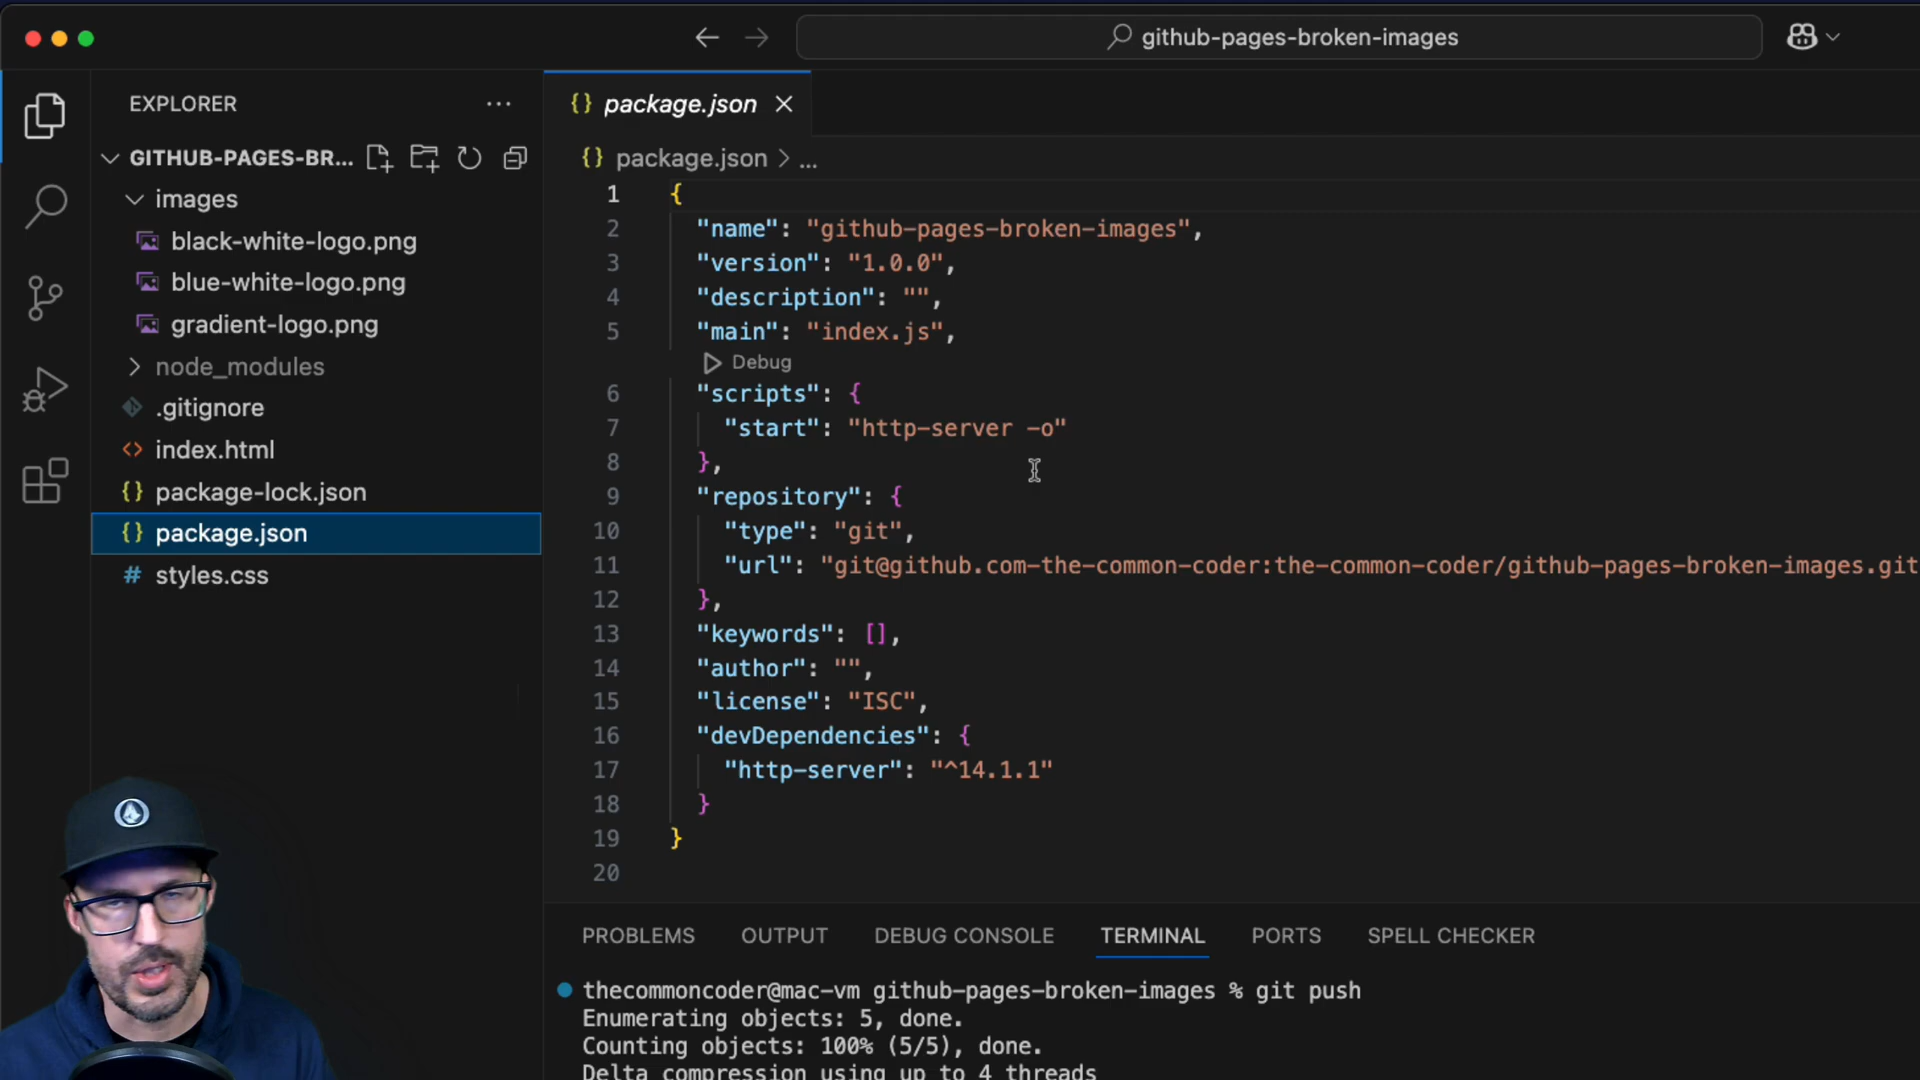 github-pages-broken-images
EXPLORER
GITHUB-PAGES-BR...
images
black-white-logo.png
blue-white-logo.png
gradient-logo.png
node_modules
.gitignore
index.html
package-lock.json
package.json
styles.css
package.json
package.json > ...
1 {
2 "name": "github-pages-broken-images",
3 "version": "1.0.0",
4 "description": "",
5 "main": "index.js",
Debug
6 "scripts": {
7 "start": "http-server -o"
8 },
9 "repository": {
10 "type": "git",
11 "url": "git@github.com-the-common-coder:the-common-coder/github-pages-broken-images.git
12 },
13 "keywords": [],
14 "author": "",
15 "license": "ISC",
16 "devDependencies": {
17 "http-server": "^14.1.1"
18 }
19 }
20
PROBLEMS OUTPUT DEBUG CONSOLE TERMINAL PORTS SPELL CHECKER
thecommoncoder@mac-vm github-pages-broken-images % git push
Enumerating objects: 5, done.
Counting objects: 100% (5/5), done.
Delta compression using up to 4 threads